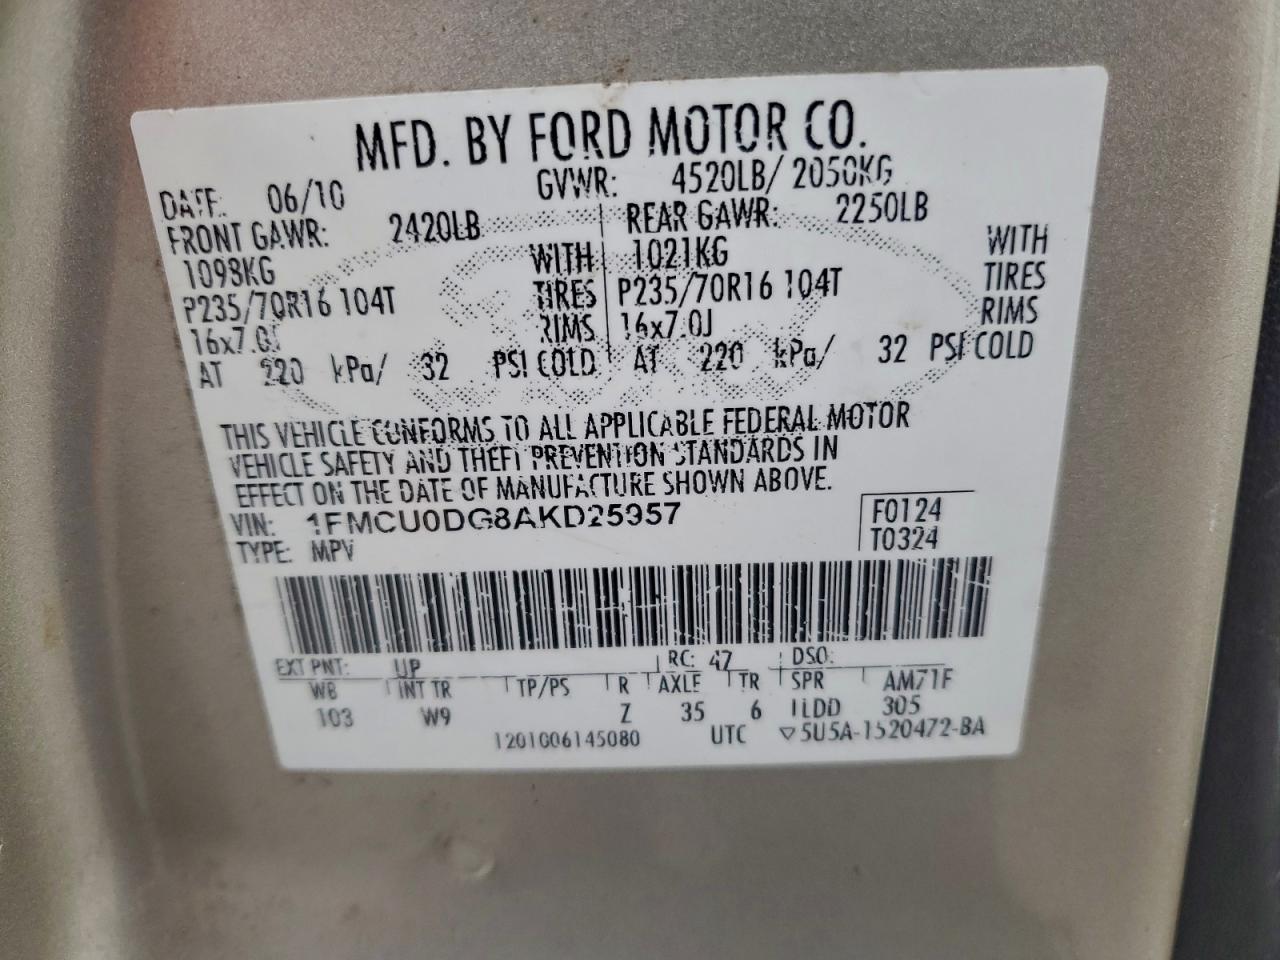 MFD. BY FORD MOTOR CO.
DATE: 06/10 GVWR: 4520LB/ 2050KG
FRONT GAWR: 2420LB REAR GAWR: 2250LB
1098KG WITH 1021KG WITH
P235/70R16 104T TIRES P235/70R16 104T TIRES
16x7.0J RIMS 16x7.0J RIMS
AT 220 kPa/ 32 PSI COLD AT 220 kPa/ 32 PSI COLD
THIS VEHICLE CONFORMS TO ALL APPLICABLE FEDERAL MOTOR
VEHICLE SAFETY AND THEFT PREVENTION STANDARDS IN
EFFECT ON THE DATE OF MANUFACTURE SHOWN ABOVE.
VIN: 1FMCU0DG8AKD25957 F0124
TYPE: MPV T0324
EXT PNT: UP RC: 47 DSO:
WB INT TR TP/PS R AXLE TR SPR AM71F
103 W9 Z 35 6 ILDD 305
1201006145080 UTC ▽5U5A-1520472-BA